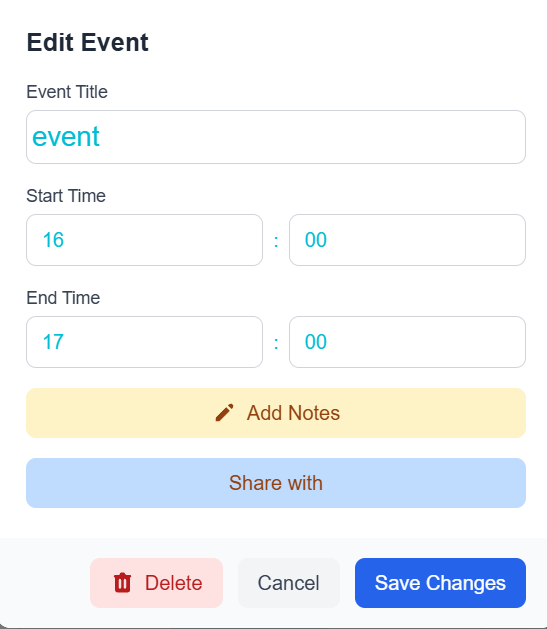 Edit Event
Event Title
event
Start Time
16 : 00
End Time
17 : 00
Add Notes
Share with
Delete Cancel Save Changes